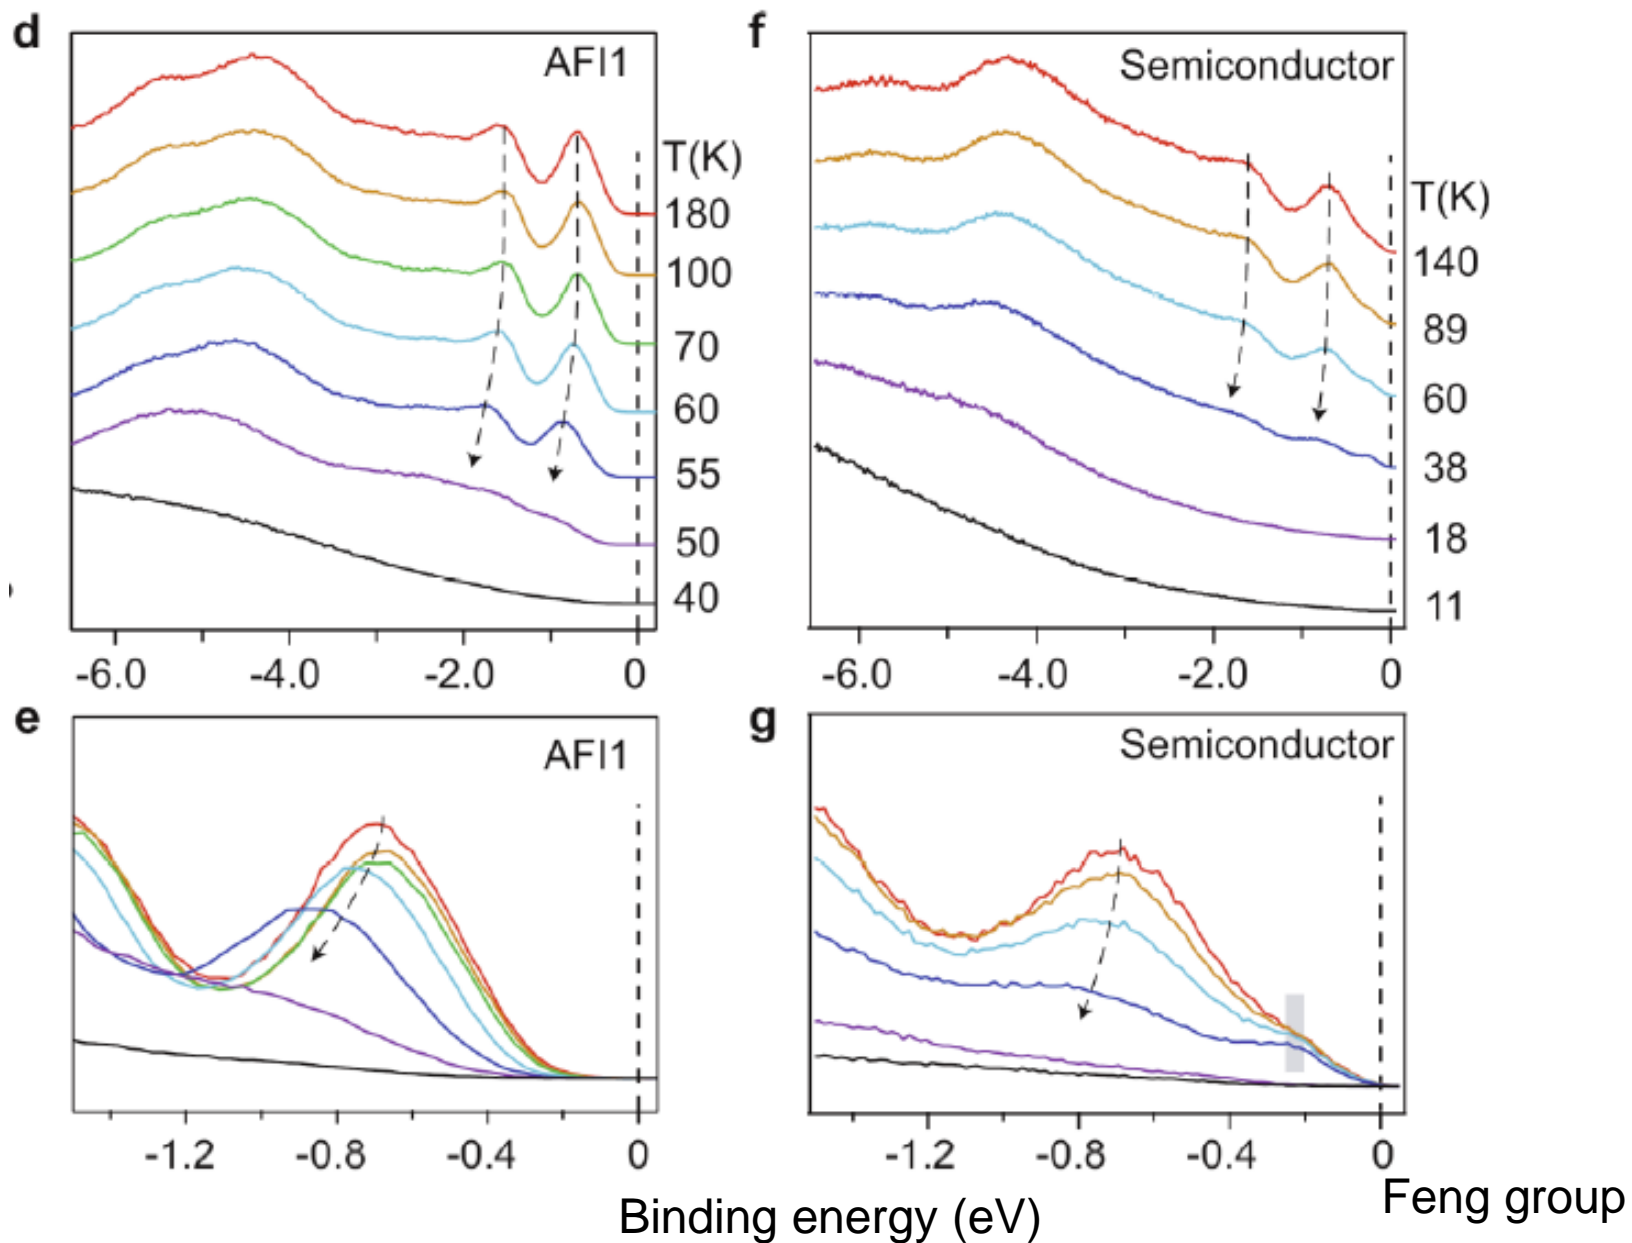 d
AFI1
T(K)
180
100
70
60
55
50
40
-6.0 -4.0 -2.0 0
f
Semiconductor
T(K)
140
89
60
38
18
11
-6.0 -4.0 -2.0 0
e
AFI1
-1.2 -0.8 -0.4 0
g
Semiconductor
-1.2 -0.8 -0.4 0
Binding energy (eV)
Feng group